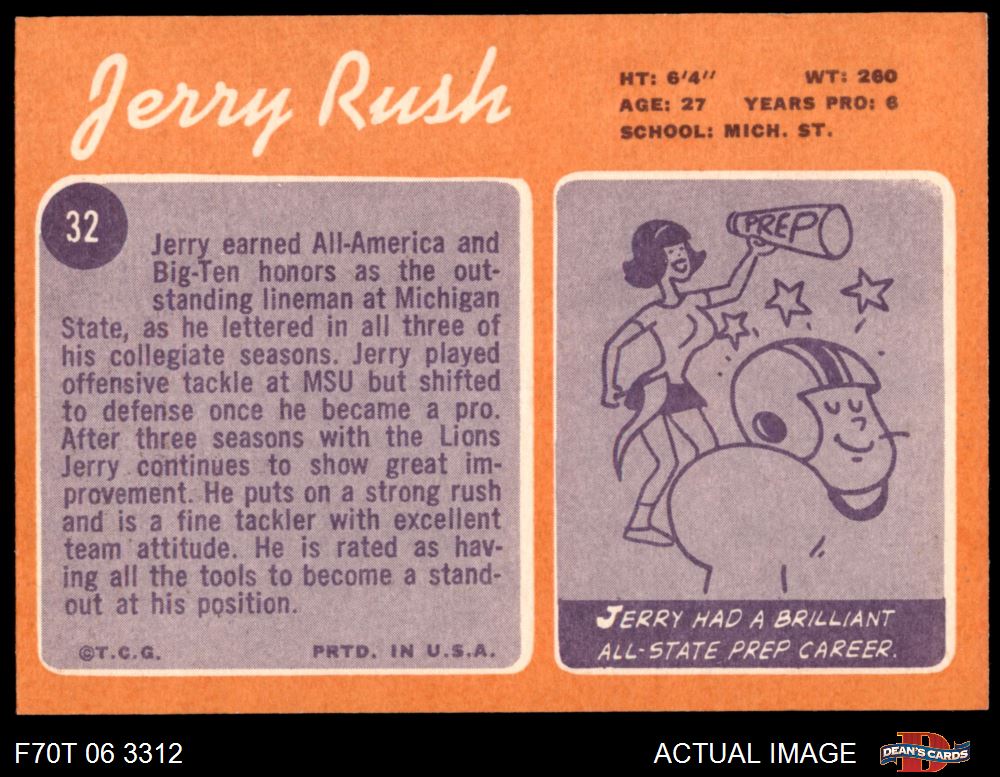 Jerry Rush
HT: 6'4" WT: 260
AGE: 27 YEARS PRO: 6
SCHOOL: MICH. ST.
32
Jerry earned All-America and
Big-Ten honors as the out-
standing lineman at Michigan
State, as he lettered in all three of
his collegiate seasons. Jerry played
offensive tackle at MSU but shifted
to defense once he became a pro.
After three seasons with the Lions
Jerry continues to show great im-
provement. He puts on a strong rush
and is a fine tackler with excellent
team attitude. He is rated as hav-
ing all the tools to become a stand-
out at his position.
©T.C.G. PRTD. IN U.S.A.
PREP
JERRY HAD A BRILLIANT
ALL-STATE PREP CAREER.
F70T 06 3312 ACTUAL IMAGE
D
DEAN'S CARDS